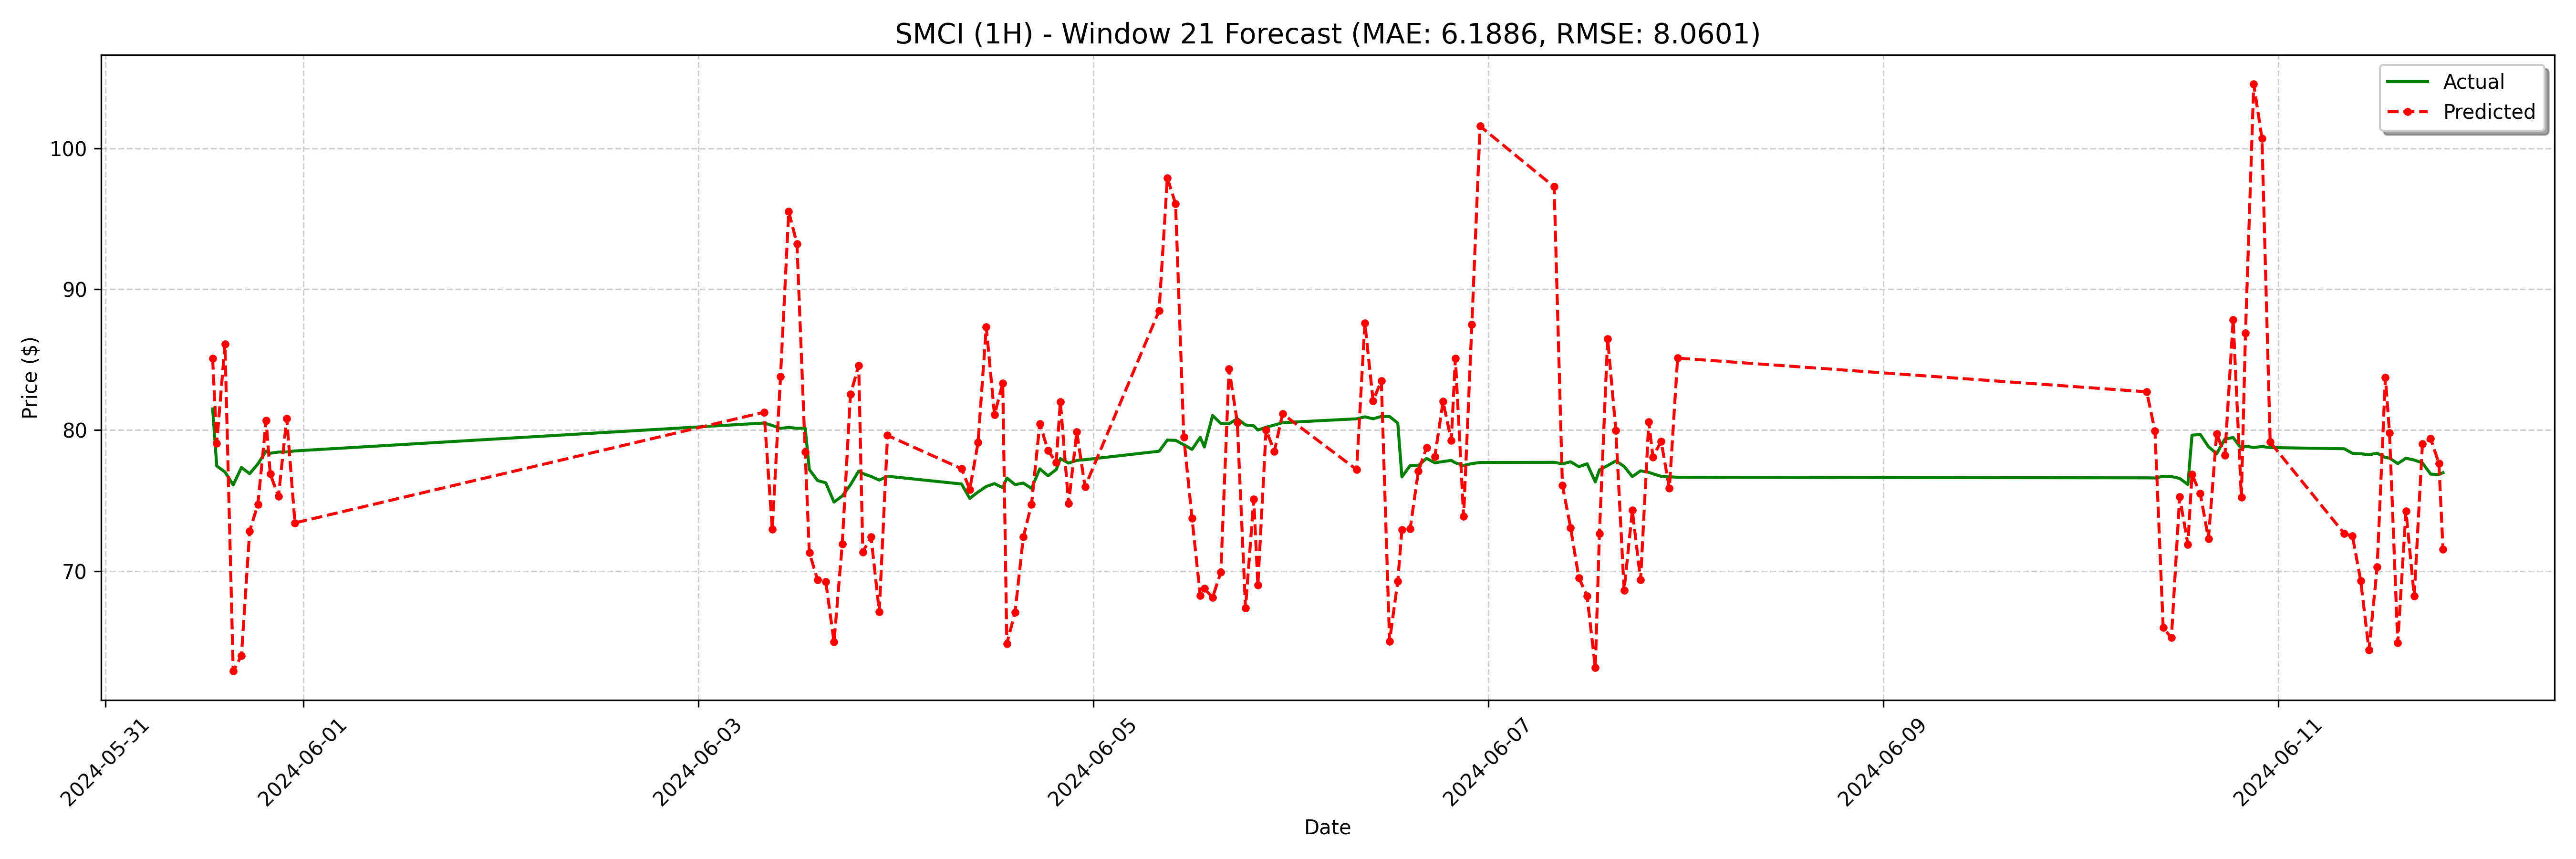 SMCI (1H) - Window 21 Forecast (MAE: 6.1886, RMSE: 8.0601)
Actual
Predicted
Price ($)
100
90
80
70
2024-05-31
2024-06-01
2024-06-03
2024-06-05
2024-06-07
2024-06-09
2024-06-11
Date